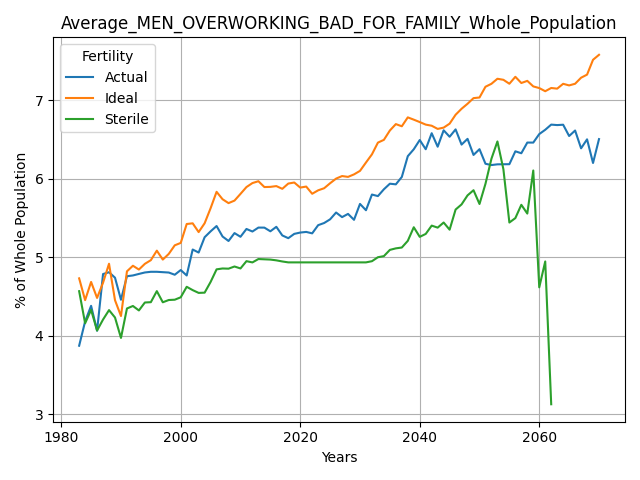 Average_MEN_OVERWORKING_BAD_FOR_FAMILY_Whole_Population
Fertility
Actual
Ideal
Sterile
% of Whole Population
7
6
5
4
3
1980 2000 2020 2040 2060
Years